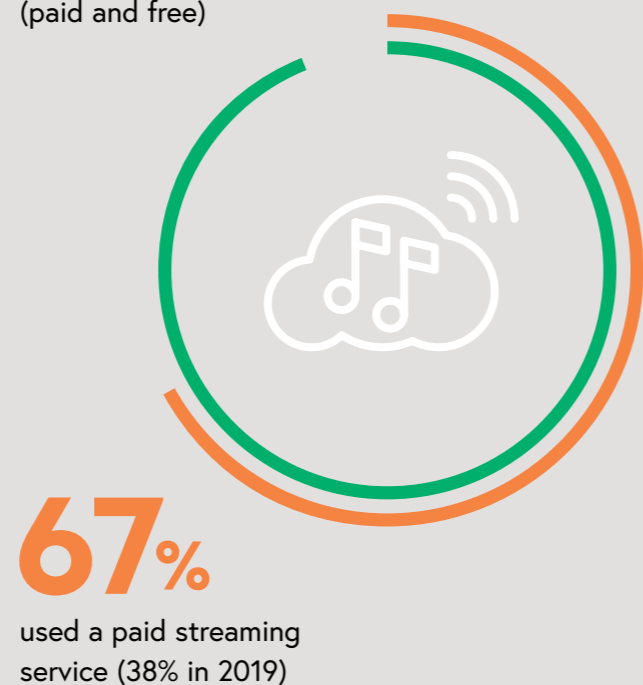 (paid and free)
67%
used a paid streaming
service (38% in 2019)